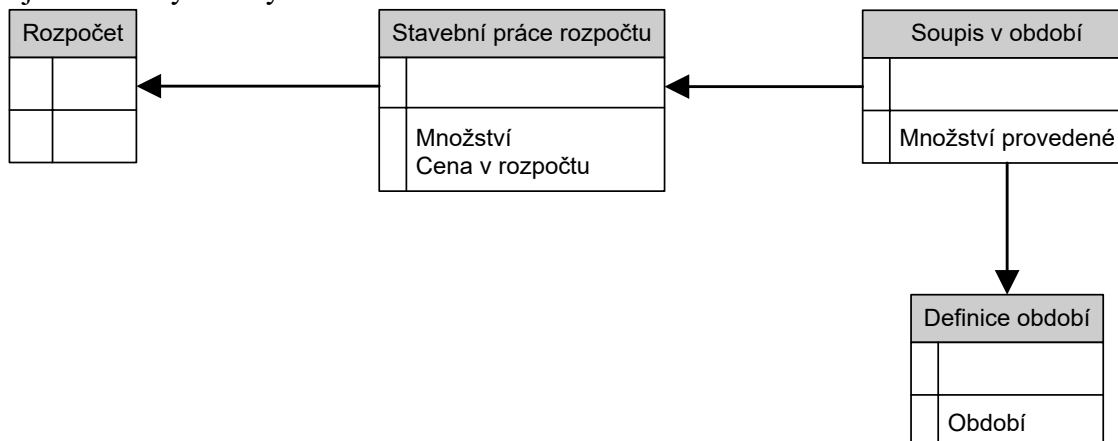 Rozpočet
Stavební práce rozpočtu
Soupis v období
Množství
Cena v rozpočtu
Množství provedené
Definice období
Období